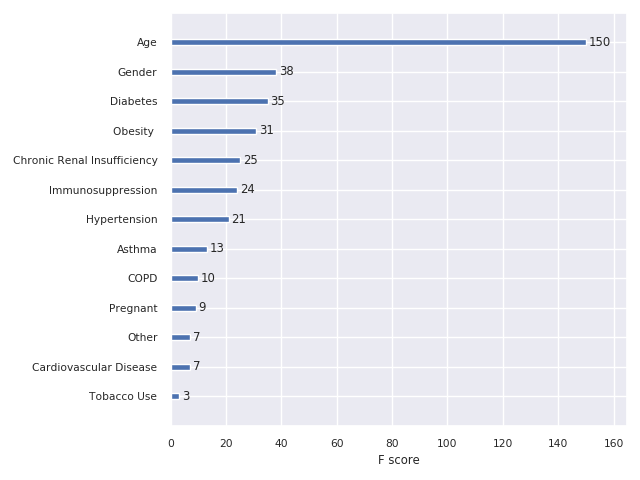 Age 150
Gender 38
Diabetes 35
Obesity 31
Chronic Renal Insufficiency 25
Immunosuppression 24
Hypertension 21
Asthma 13
COPD 10
Pregnant 9
Other 7
Cardiovascular Disease 7
Tobacco Use 3
0 20 40 60 80 100 120 140 160
F score